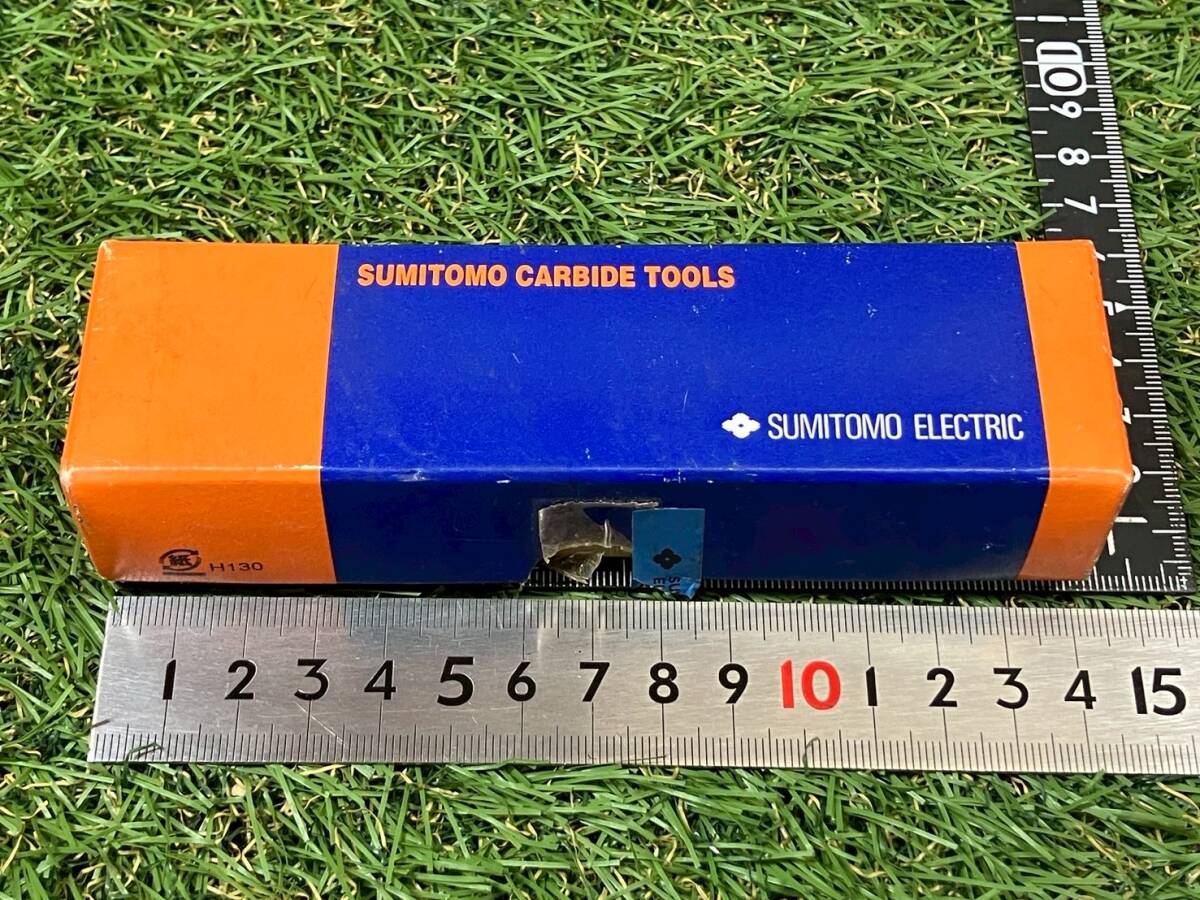 SUMITOMO CARBIDE TOOLS
SUMITOMO ELECTRIC
紙 H130
1 2 3 4 5 6 7 8 9 10 1 2 3 4 15
10
9
8
7